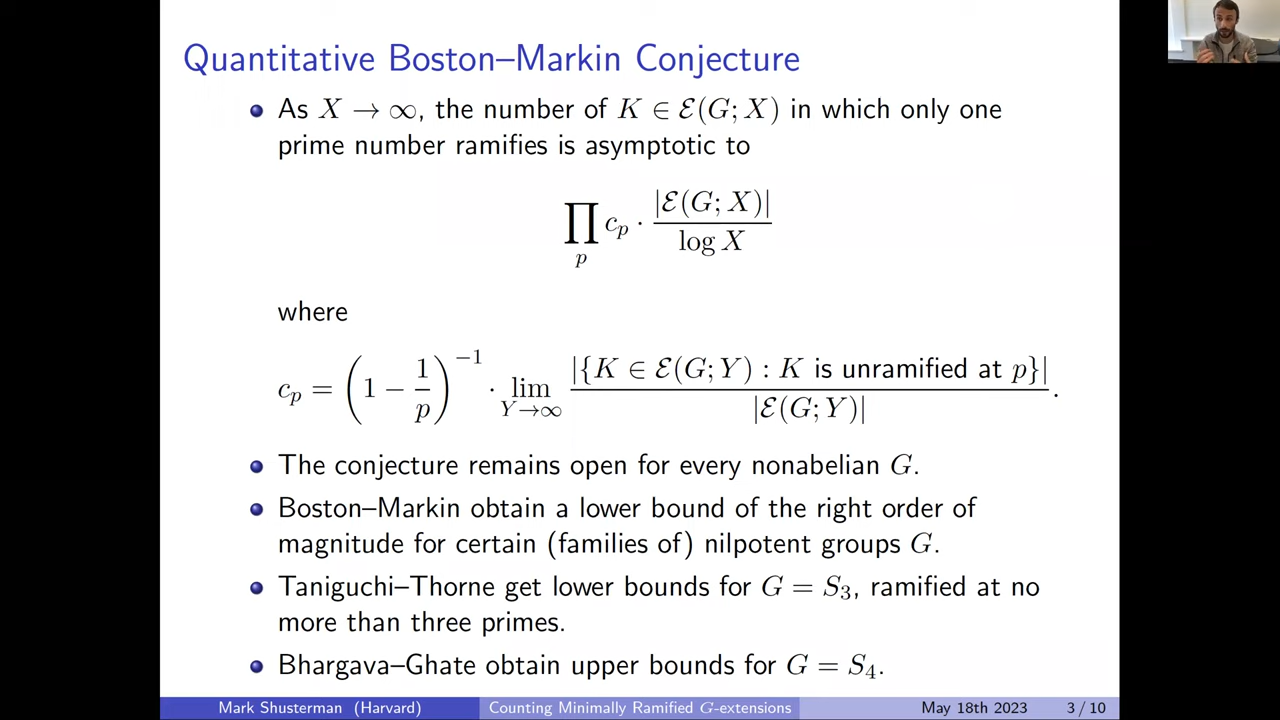 Quantitative Boston–Markin Conjecture
As X → ∞, the number of K ∈ ℰ(G; X) in which only one
prime number ramifies is asymptotic to
∏_p c_p · |ℰ(G; X)| / log X
where
c_p = (1 − 1/p)^{−1} · lim_{Y→∞} |{K ∈ ℰ(G; Y) : K is unramified at p}| / |ℰ(G; Y)|.
The conjecture remains open for every nonabelian G.
Boston–Markin obtain a lower bound of the right order of
magnitude for certain (families of) nilpotent groups G.
Taniguchi–Thorne get lower bounds for G = S₃, ramified at no
more than three primes.
Bhargava–Ghate obtain upper bounds for G = S₄.
Mark Shusterman (Harvard) Counting Minimally Ramified G-extensions May 18th 2023 3 / 10